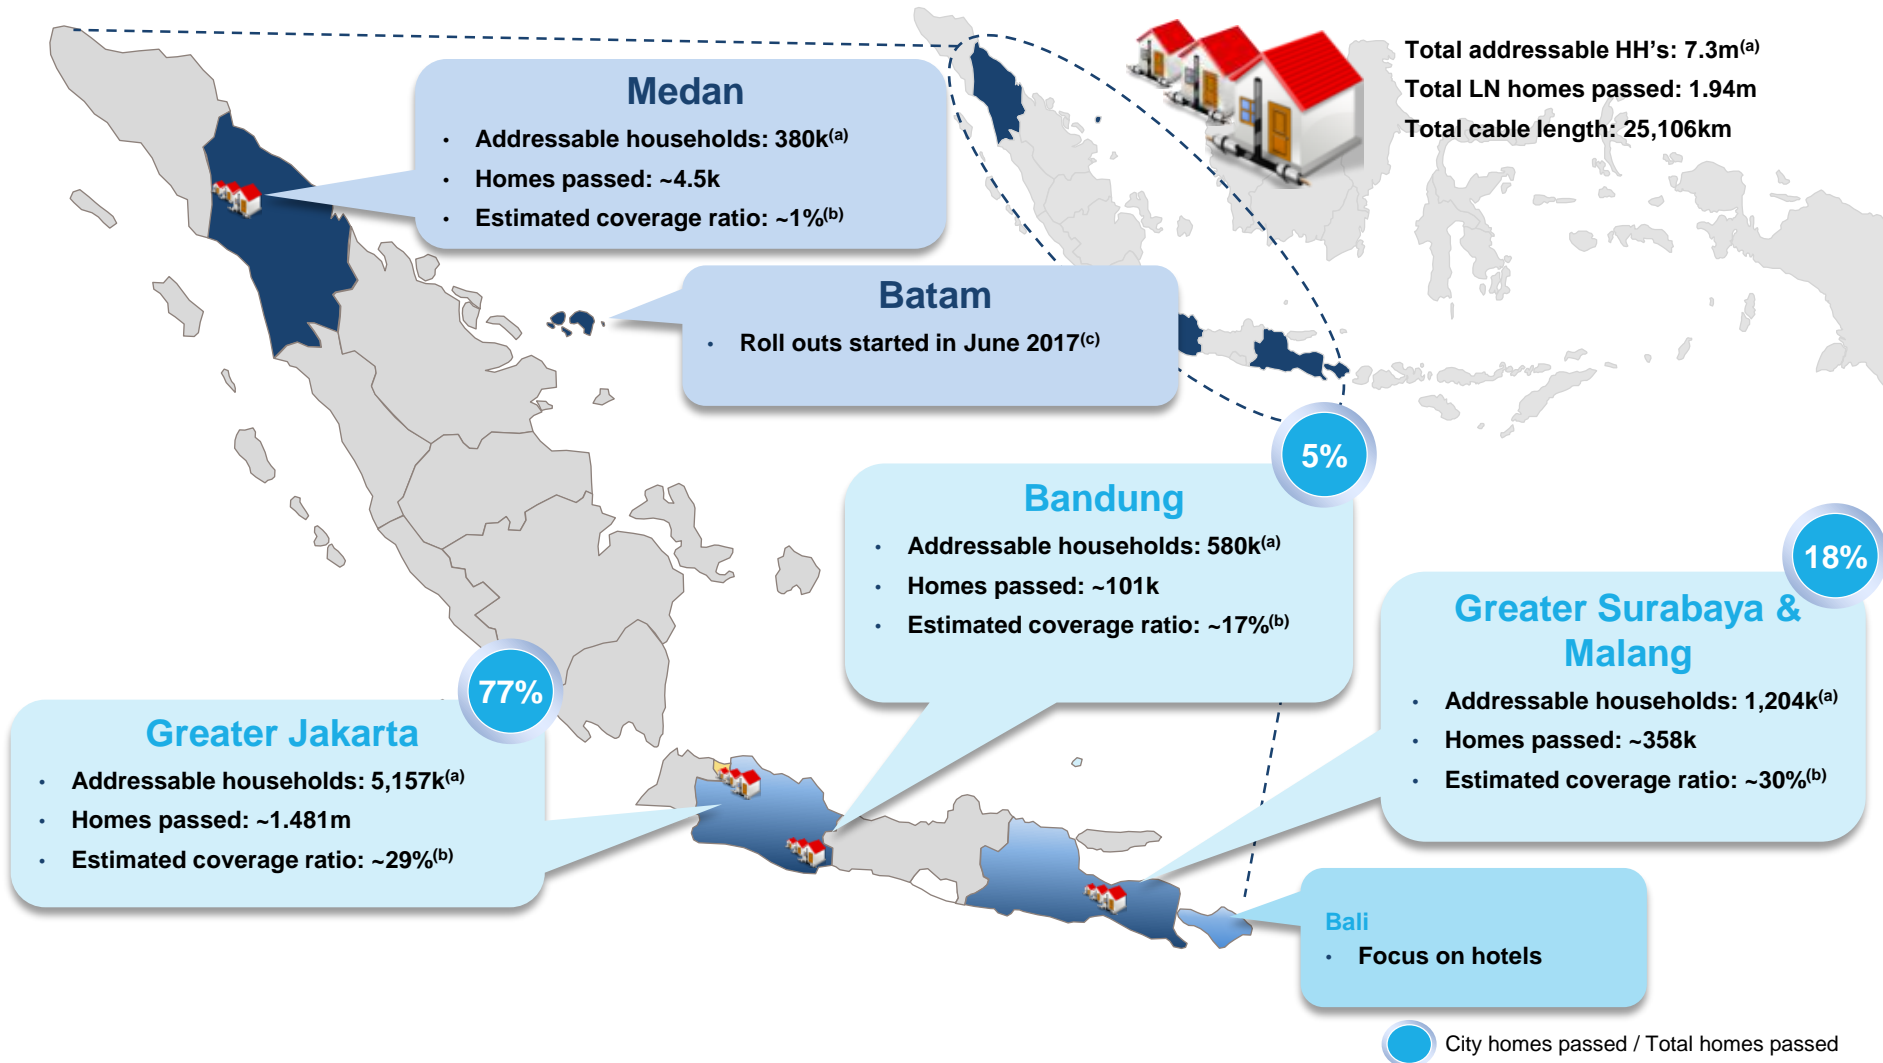 Total addressable HH's: 7.3m(a)
Total LN homes passed: 1.94m
Total cable length: 25,106km
Medan
• Addressable households: 380k(a)
• Homes passed: ~4.5k
• Estimated coverage ratio: ~1%(b)
Batam
• Roll outs started in June 2017(c)
5%
Bandung
• Addressable households: 580k(a)
• Homes passed: ~101k
• Estimated coverage ratio: ~17%(b)
18%
Greater Surabaya &
Malang
• Addressable households: 1,204k(a)
• Homes passed: ~358k
• Estimated coverage ratio: ~30%(b)
77%
Greater Jakarta
• Addressable households: 5,157k(a)
• Homes passed: ~1.481m
• Estimated coverage ratio: ~29%(b)
Bali
• Focus on hotels
City homes passed / Total homes passed